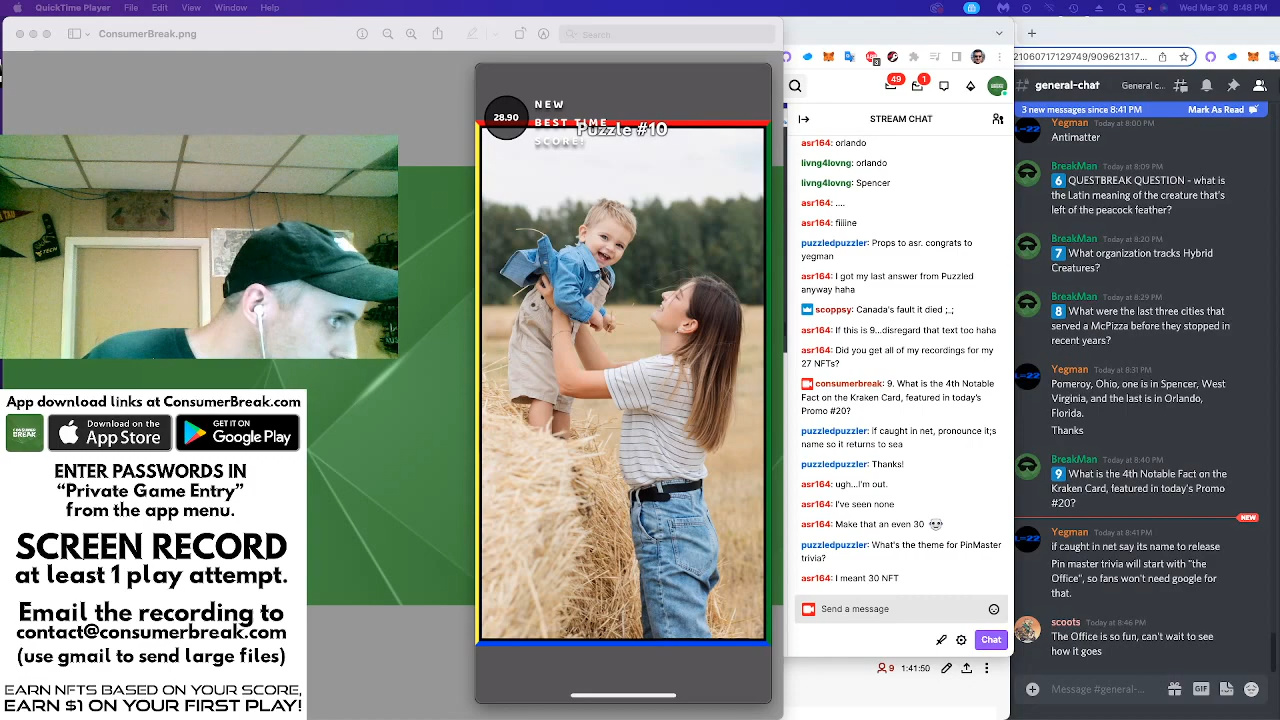 QuickTime Player File Edit View Window Help
Wed Mar 30 8:48 PM
ConsumerBreak.png
Search
28.90
NEW
BEST TIME
SCORE!
Puzzle #10
App download links at ConsumerBreak.com
CONSUMER
BREAK
Download on the
App Store
GET IT ON
Google Play
ENTER PASSWORDS IN
“Private Game Entry”
from the app menu.
SCREEN RECORD
at least 1 play attempt.
Email the recording to
contact@consumerbreak.com
(use gmail to send large files)
EARN NFTS BASED ON YOUR SCORE,
EARN $1 ON YOUR FIRST PLAY!
21060717129749/909621317...
49
1
STREAM CHAT
asr164: orlando
livng4lovng: orlando
livng4lovng: Spencer
asr164: ....
asr164: fiiiine
puzzledpuzzler: Props to asr. congrats to
yegman
asr164: I got my last answer from Puzzled
anyway haha
scoppsy: Canada's fault it died ;_;
asr164: If this is 9...disregard that text too haha
asr164: Did you get all of my recordings for my
27 NFTs?
consumerbreak: 9. What is the 4th Notable
Fact on the Kraken Card, featured in today's
Promo #20?
puzzledpuzzler: if caught in net, pronounce it;s
name so it returns to sea
puzzledpuzzler: Thanks!
asr164: ugh...I'm out.
asr164: I've seen none
asr164: Make that an even 30
puzzledpuzzler: What's the theme for PinMaster
trivia?
asr164: I meant 30 NFT
Send a message
Chat
9 1:41:50
general-chat General c...
3 new messages since 8:41 PM Mark As Read
Yegman Today at 8:00 PM
Antimatter
BreakMan Today at 8:09 PM
6 QUESTBREAK QUESTION - what is
the Latin meaning of the creature that's
left of the peacock feather?
BreakMan Today at 8:20 PM
7 What organization tracks Hybrid
Creatures?
BreakMan Today at 8:29 PM
8 What were the last three cities that
served a McPizza before they stopped in
recent years?
Yegman Today at 8:31 PM
Pomeroy, Ohio, one is in Spencer, West
Virginia, and the last is in Orlando,
Florida.
Thanks
BreakMan Today at 8:40 PM
9 What is the 4th Notable Fact on the
Kraken Card, featured in today's Promo
#20?
NEW
Yegman Today at 8:41 PM
if caught in net say its name to release
Pin master trivia will start with "the
Office", so fans won't need google for
that.
scoots Today at 8:46 PM
The Office is so fun, can't wait to see
how it goes
Message #general-...
GIF